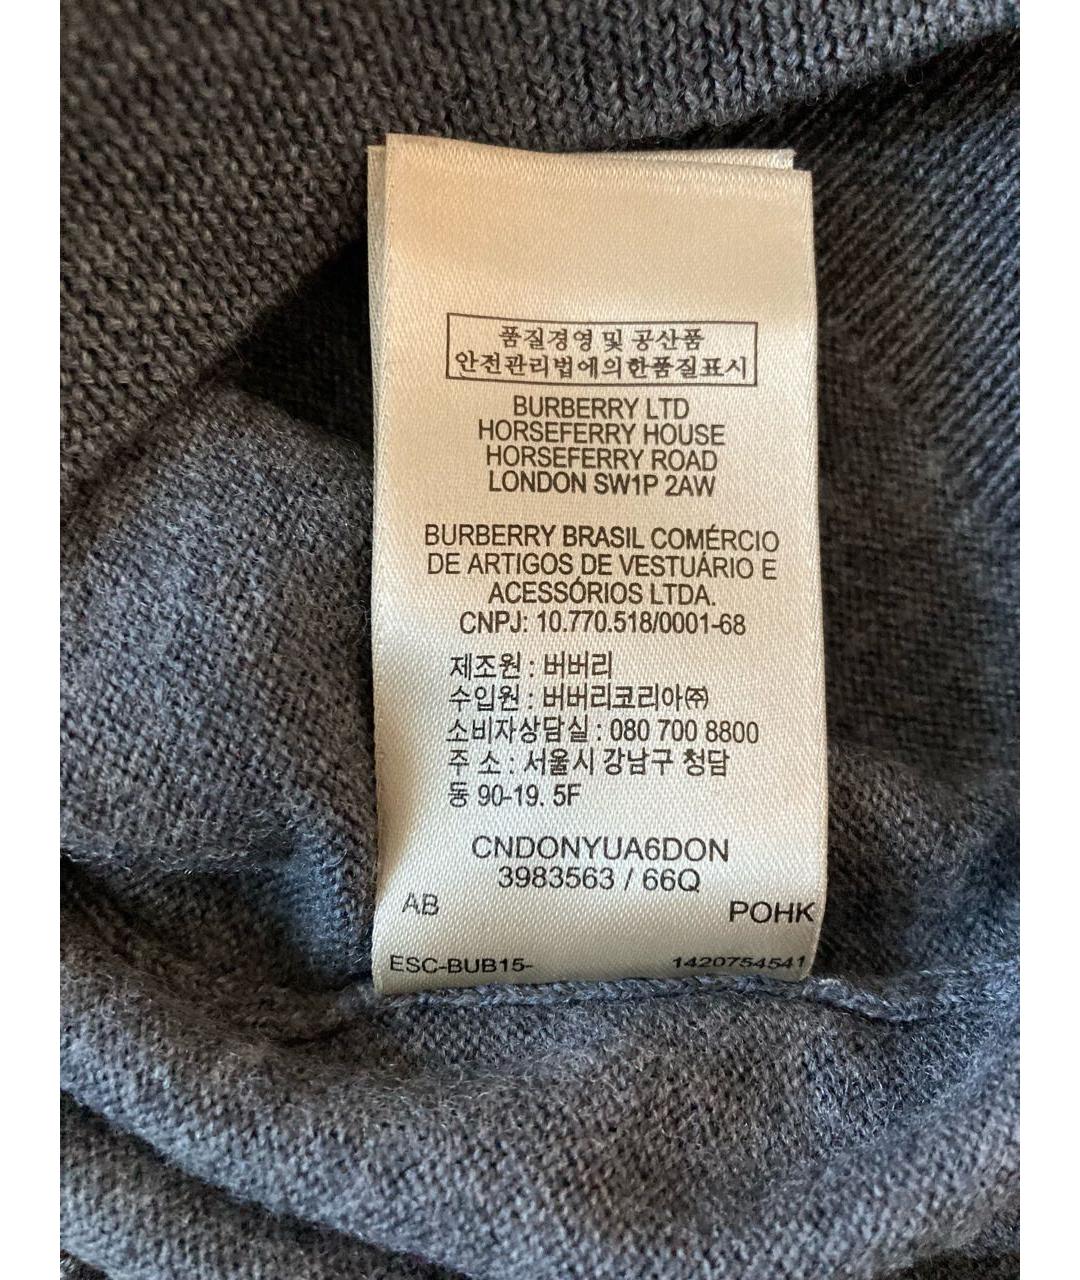 품질경영 및 공산품
안전관리법에의한품질표시
BURBERRY LTD
HORSEFERRY HOUSE
HORSEFERRY ROAD
LONDON SW1P 2AW
BURBERRY BRASIL COMÉRCIO
DE ARTIGOS DE VESTUÁRIO E
ACESSÓRIOS LTDA.
CNPJ: 10.770.518/0001-68
제조원 : 버버리
수입원 : 버버리코리아㈜
소비자상담실 : 080 700 8800
주 소 : 서울시 강남구 청담
동 90-19. 5F
CNDONYUA6DON
3983563 / 66Q
AB
POHK
ESC-BUB15-
1420754541